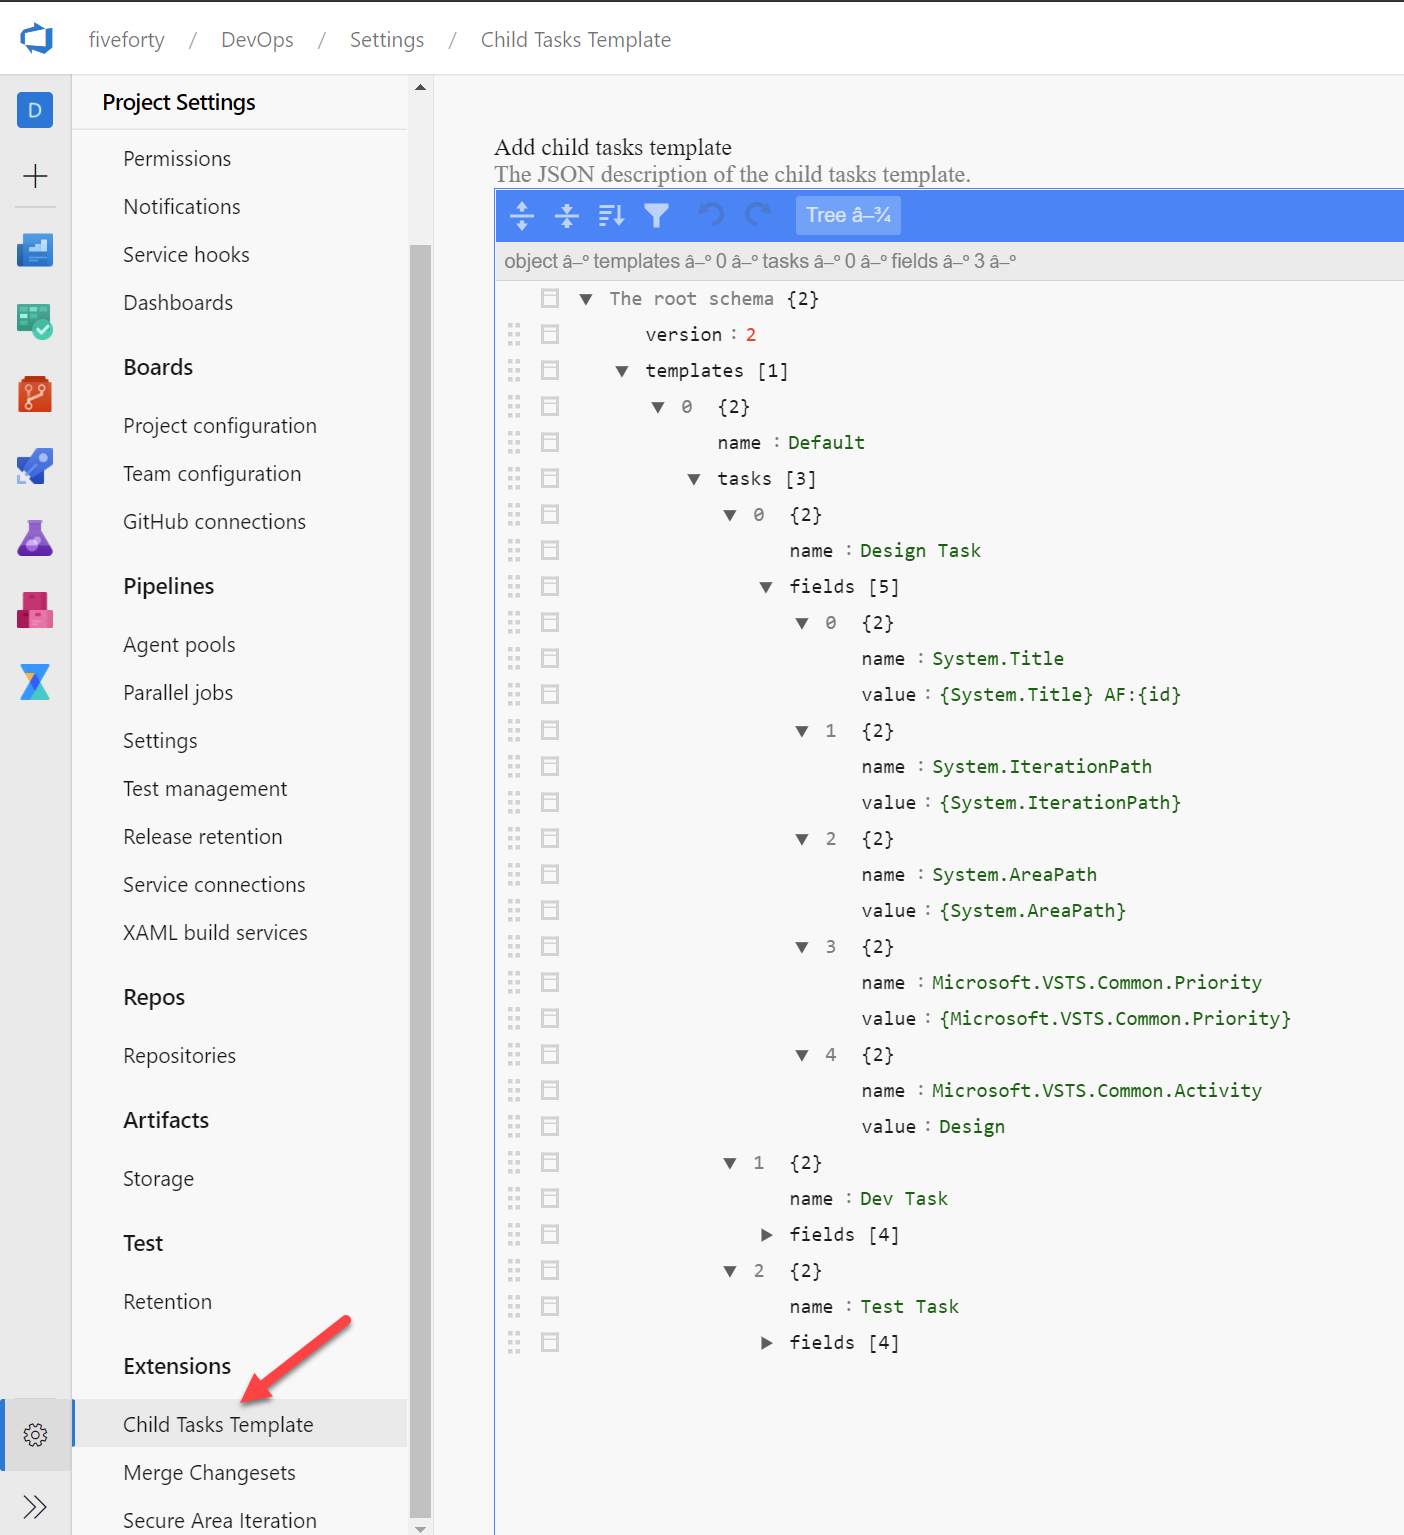 fiveforty / DevOps / Settings / Child Tasks Template
D
Project Settings
Permissions
Notifications
Service hooks
Dashboards
Boards
Project configuration
Team configuration
GitHub connections
Pipelines
Agent pools
Parallel jobs
Settings
Test management
Release retention
Service connections
XAML build services
Repos
Repositories
Artifacts
Storage
Test
Retention
Extensions
Child Tasks Template
Merge Changesets
Secure Area Iteration
Add child tasks template
The JSON description of the child tasks template.
Tree â–¾
object â–º templates â–º 0 â–º tasks â–º 0 â–º fields â–º 3 â–º
The root schema {2}
version : 2
templates [1]
0 {2}
name : Default
tasks [3]
0 {2}
name : Design Task
fields [5]
0 {2}
name : System.Title
value : {System.Title} AF:{id}
1 {2}
name : System.IterationPath
value : {System.IterationPath}
2 {2}
name : System.AreaPath
value : {System.AreaPath}
3 {2}
name : Microsoft.VSTS.Common.Priority
value : {Microsoft.VSTS.Common.Priority}
4 {2}
name : Microsoft.VSTS.Common.Activity
value : Design
1 {2}
name : Dev Task
fields [4]
2 {2}
name : Test Task
fields [4]